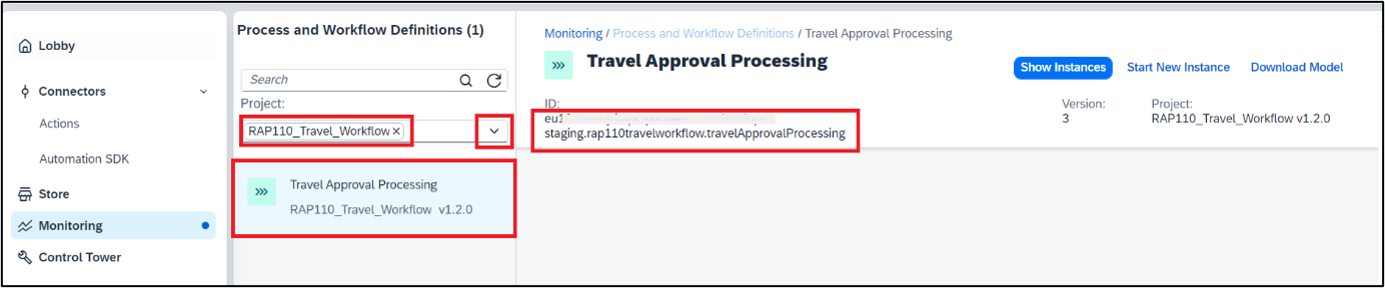 Lobby
Connectors
Actions
Automation SDK
Store
Monitoring
Control Tower
Process and Workflow Definitions (1)
Search
Project:
RAP110_Travel_Workflow
Travel Approval Processing
RAP110_Travel_Workflow v1.2.0
Monitoring / Process and Workflow Definitions / Travel Approval Processing
Travel Approval Processing
Show Instances Start New Instance Download Model
ID:
staging.rap110travelworkflow.travelApprovalProcessing
Version:
3
Project:
RAP110_Travel_Workflow v1.2.0